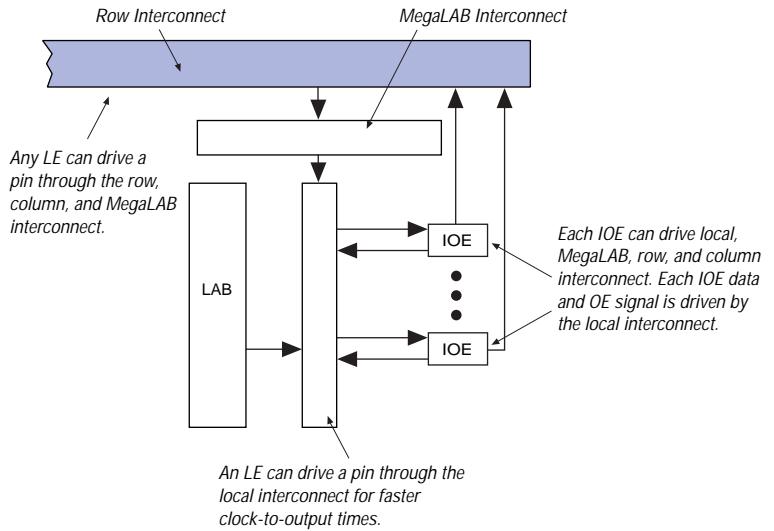 Row Interconnect
MegaLAB Interconnect
Any LE can drive a
pin through the row,
column, and MegaLAB
interconnect.
LAB
IOE
IOE
Each IOE can drive local,
MegaLAB, row, and column
interconnect. Each IOE data
and OE signal is driven by
the local interconnect.
An LE can drive a pin through the
local interconnect for faster
clock-to-output times.